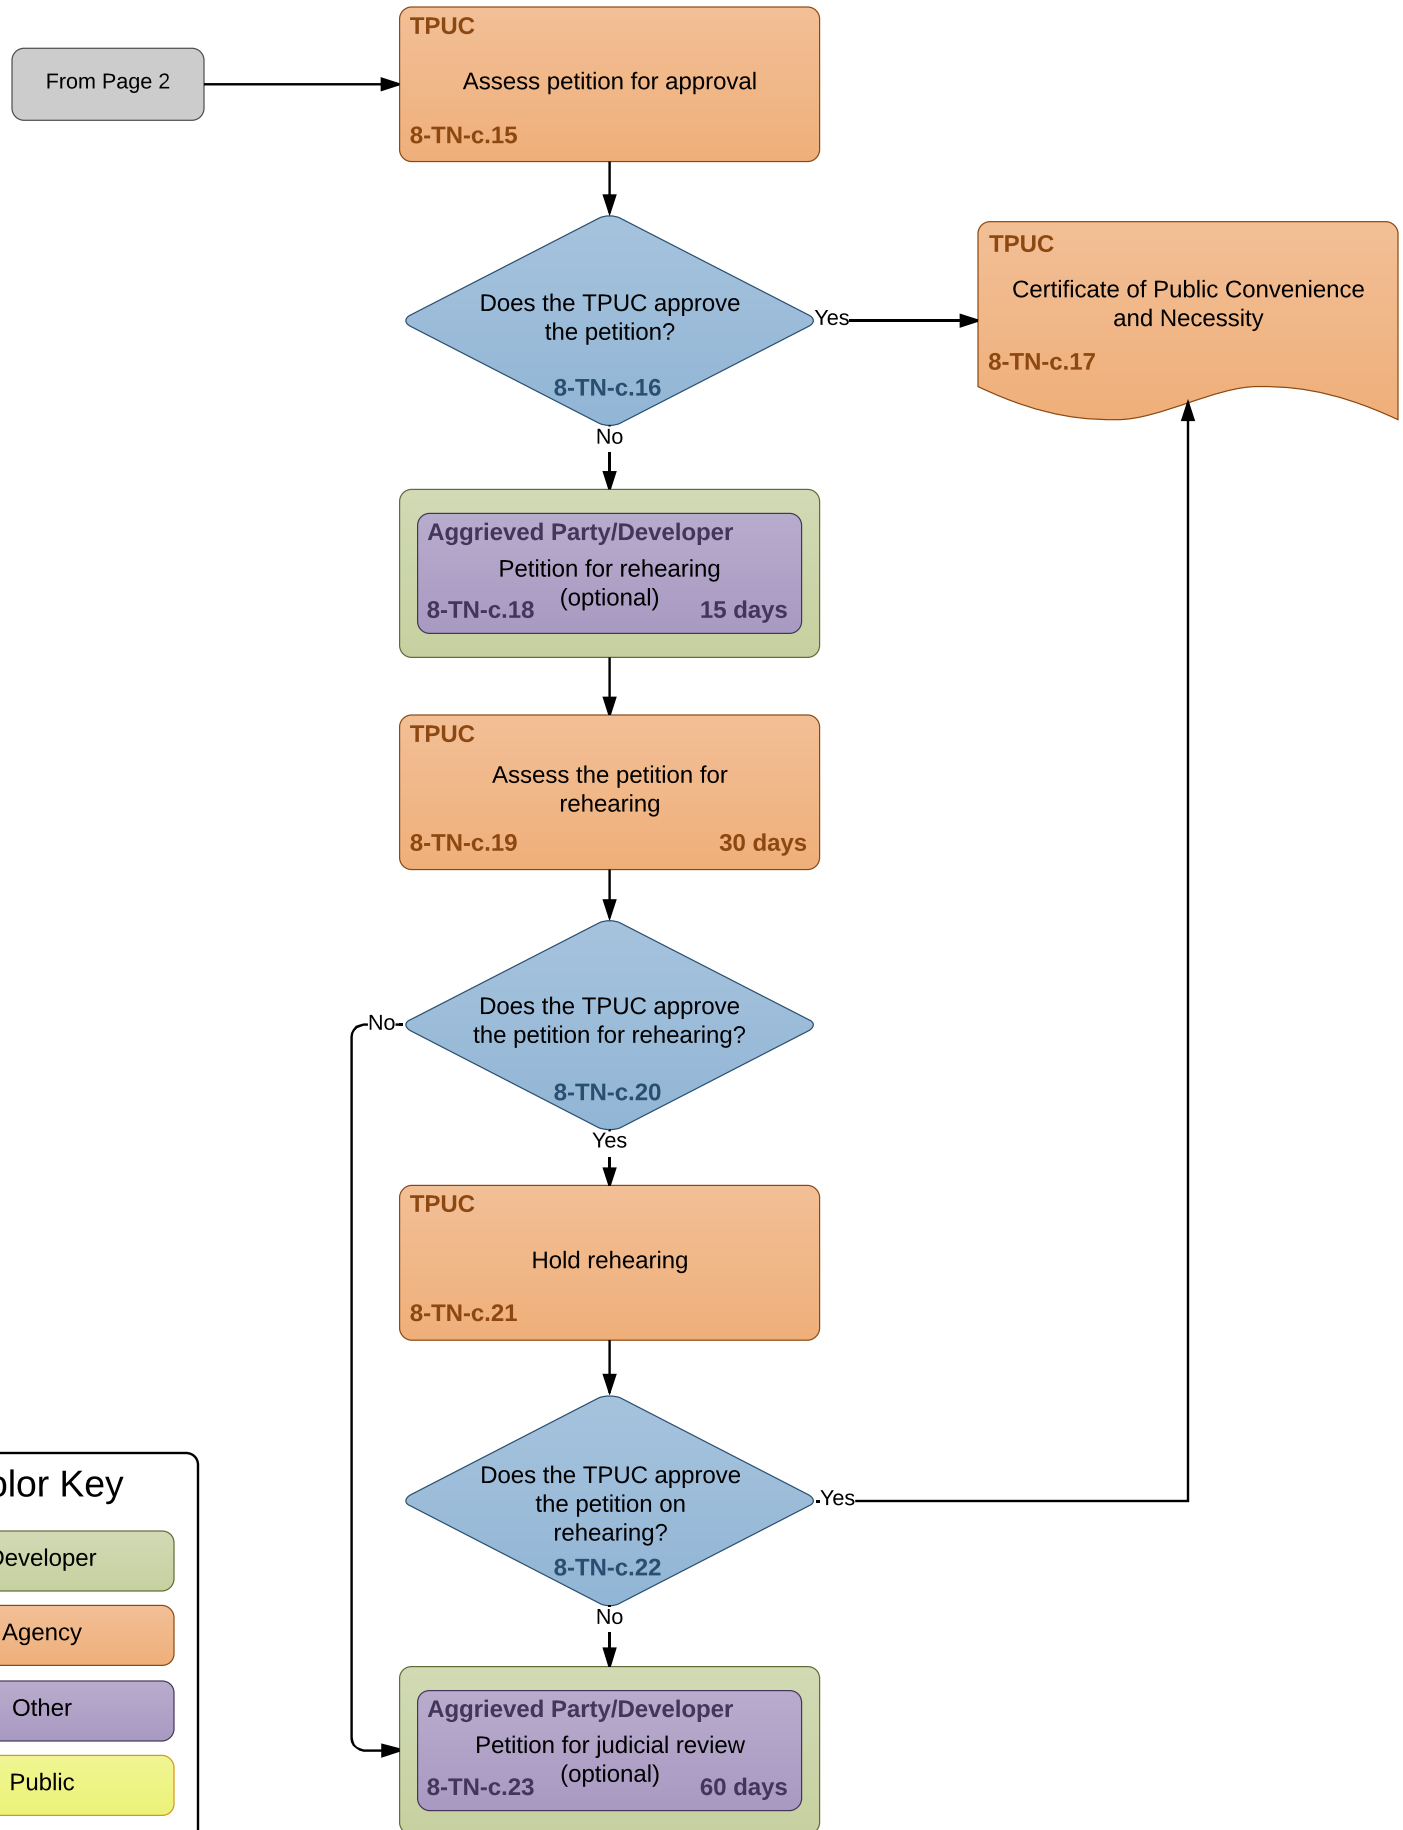 From Page 2
TPUC
Assess petition for approval
8-TN-c.15
Does the TPUC approve
the petition?
8-TN-c.16
Yes
TPUC
Certificate of Public Convenience
and Necessity
8-TN-c.17
No
Aggrieved Party/Developer
Petition for rehearing
(optional)
8-TN-c.18
15 days
TPUC
Assess the petition for
rehearing
8-TN-c.19
30 days
Does the TPUC approve
the petition for rehearing?
8-TN-c.20
No
Yes
TPUC
Hold rehearing
8-TN-c.21
Does the TPUC approve
the petition on
rehearing?
8-TN-c.22
Yes
No
Aggrieved Party/Developer
Petition for judicial review
(optional)
8-TN-c.23
60 days
olor Key
Developer
Agency
Other
Public